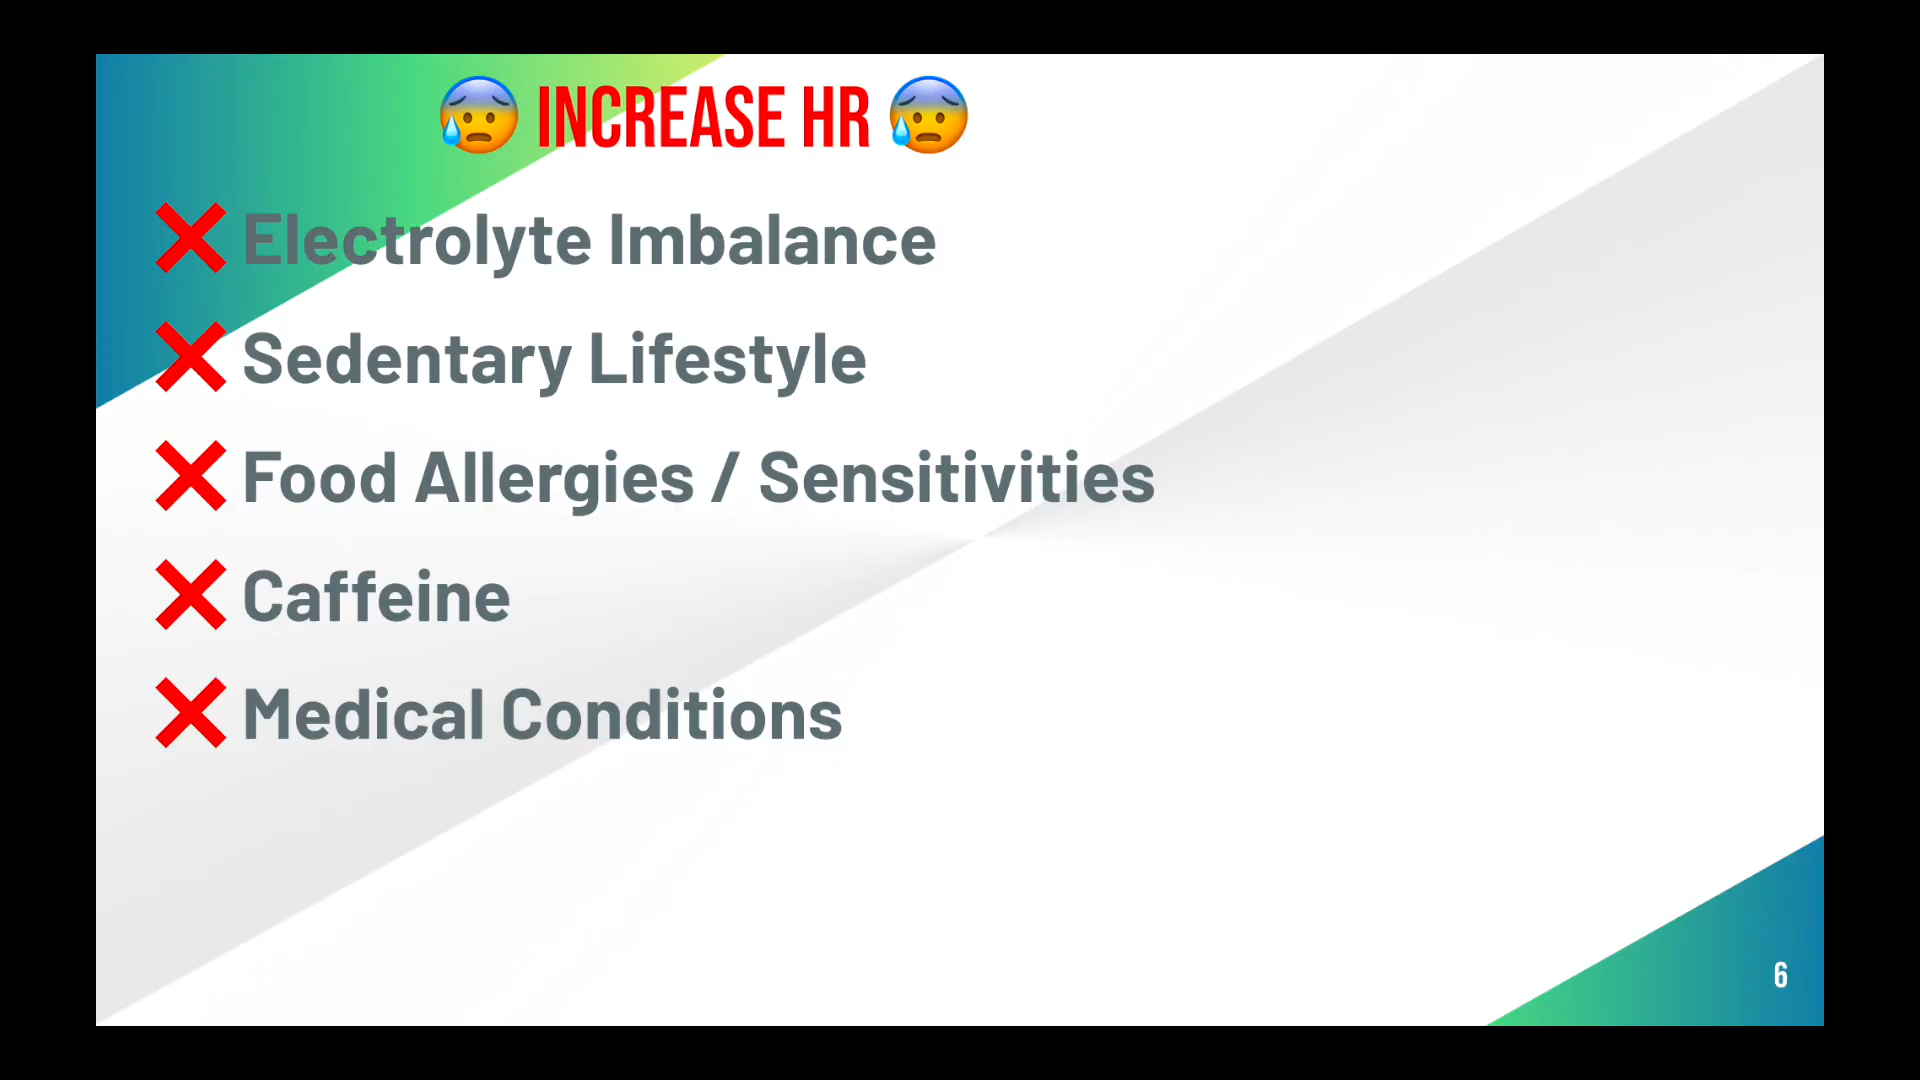 😰 INCREASE HR 😰
❌ Electrolyte Imbalance
❌ Sedentary Lifestyle
❌ Food Allergies / Sensitivities
❌ Caffeine
❌ Medical Conditions
6